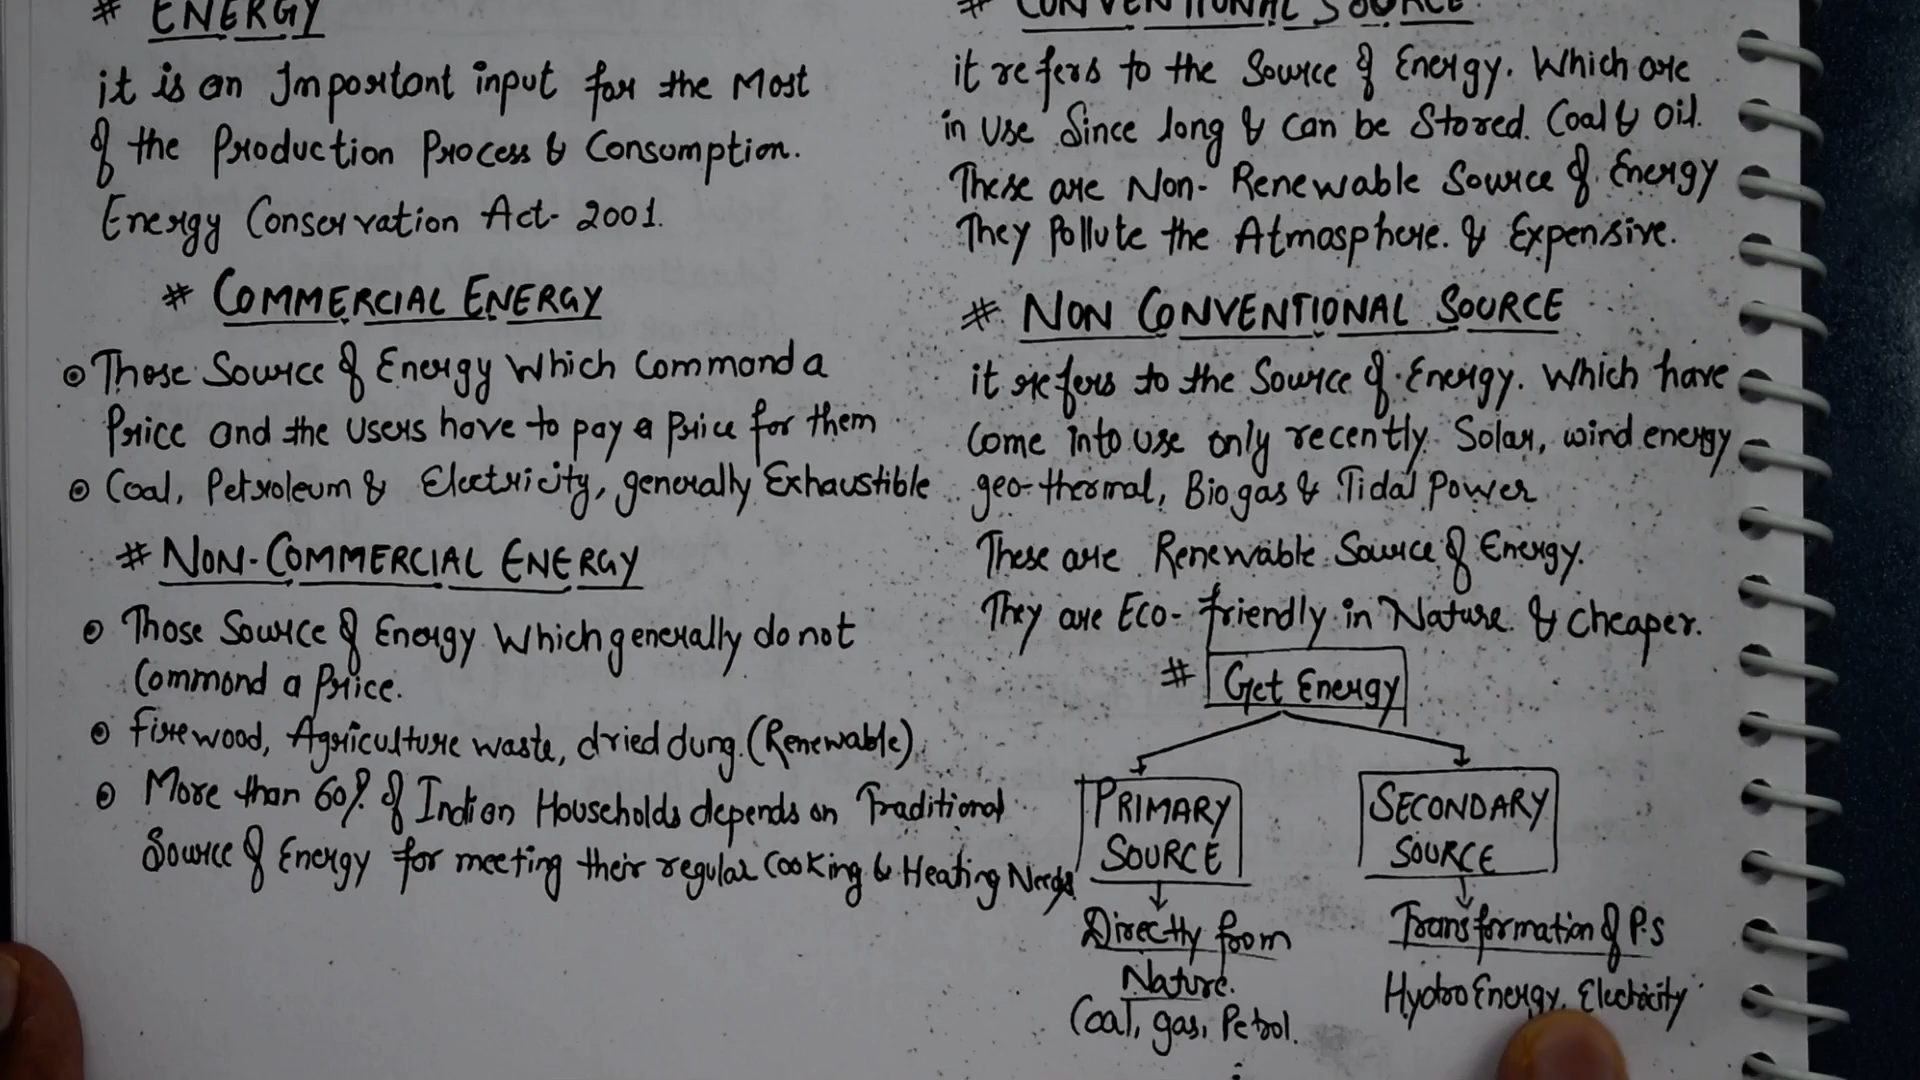 # ENERGY
it is an Important input for the Most
of the Production Process & Consumption.
Energy Conservation Act- 2001.
# COMMERCIAL ENERGY
Those Source of Energy Which Command a
Price and the users have to pay a Price for them
Coal, Petroleum & Electricity, generally Exhaustible
# NON-COMMERCIAL ENERGY
Those Source of Energy Which generally do not
Command a Price.
Firewood, Agriculture waste, dried dung. (Renewable)
More than 60% of Indian Households depends on Traditional
Source of Energy for meeting their regular Cooking & Heating Needs
# CONVENTIONAL SOURCE
it refers to the Source of Energy. Which are
in Use Since long & Can be Stored. Coal & Oil.
These are Non- Renewable Source of Energy
They Pollute the Atmosphere. & Expensive.
# NON CONVENTIONAL SOURCE
it refers to the Source of Energy. Which have
Come into use only recently. Solar, wind energy
geo-thermal, Bio gas & Tidal Power
These are Renewable Source of Energy.
They are Eco- friendly in Nature & Cheaper.
# Get Energy
PRIMARY
SOURCE
Directly from
Nature.
Coal, gas, Petrol.
SECONDARY
SOURCE
Transformation of P.S
Hydro Energy, Electricity